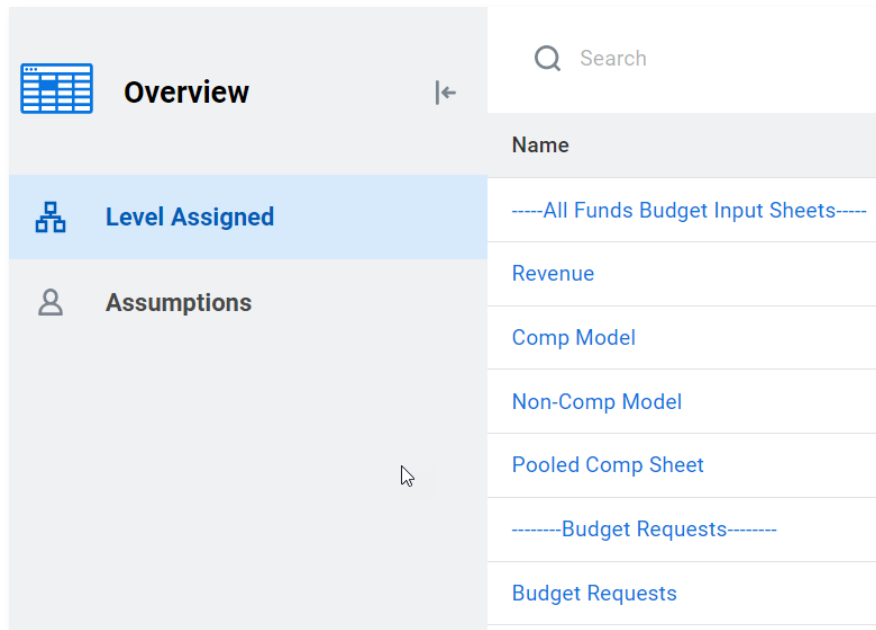 Overview
Level Assigned
Assumptions
Search
Name
-----All Funds Budget Input Sheets-----
Revenue
Comp Model
Non-Comp Model
Pooled Comp Sheet
--------Budget Requests--------
Budget Requests